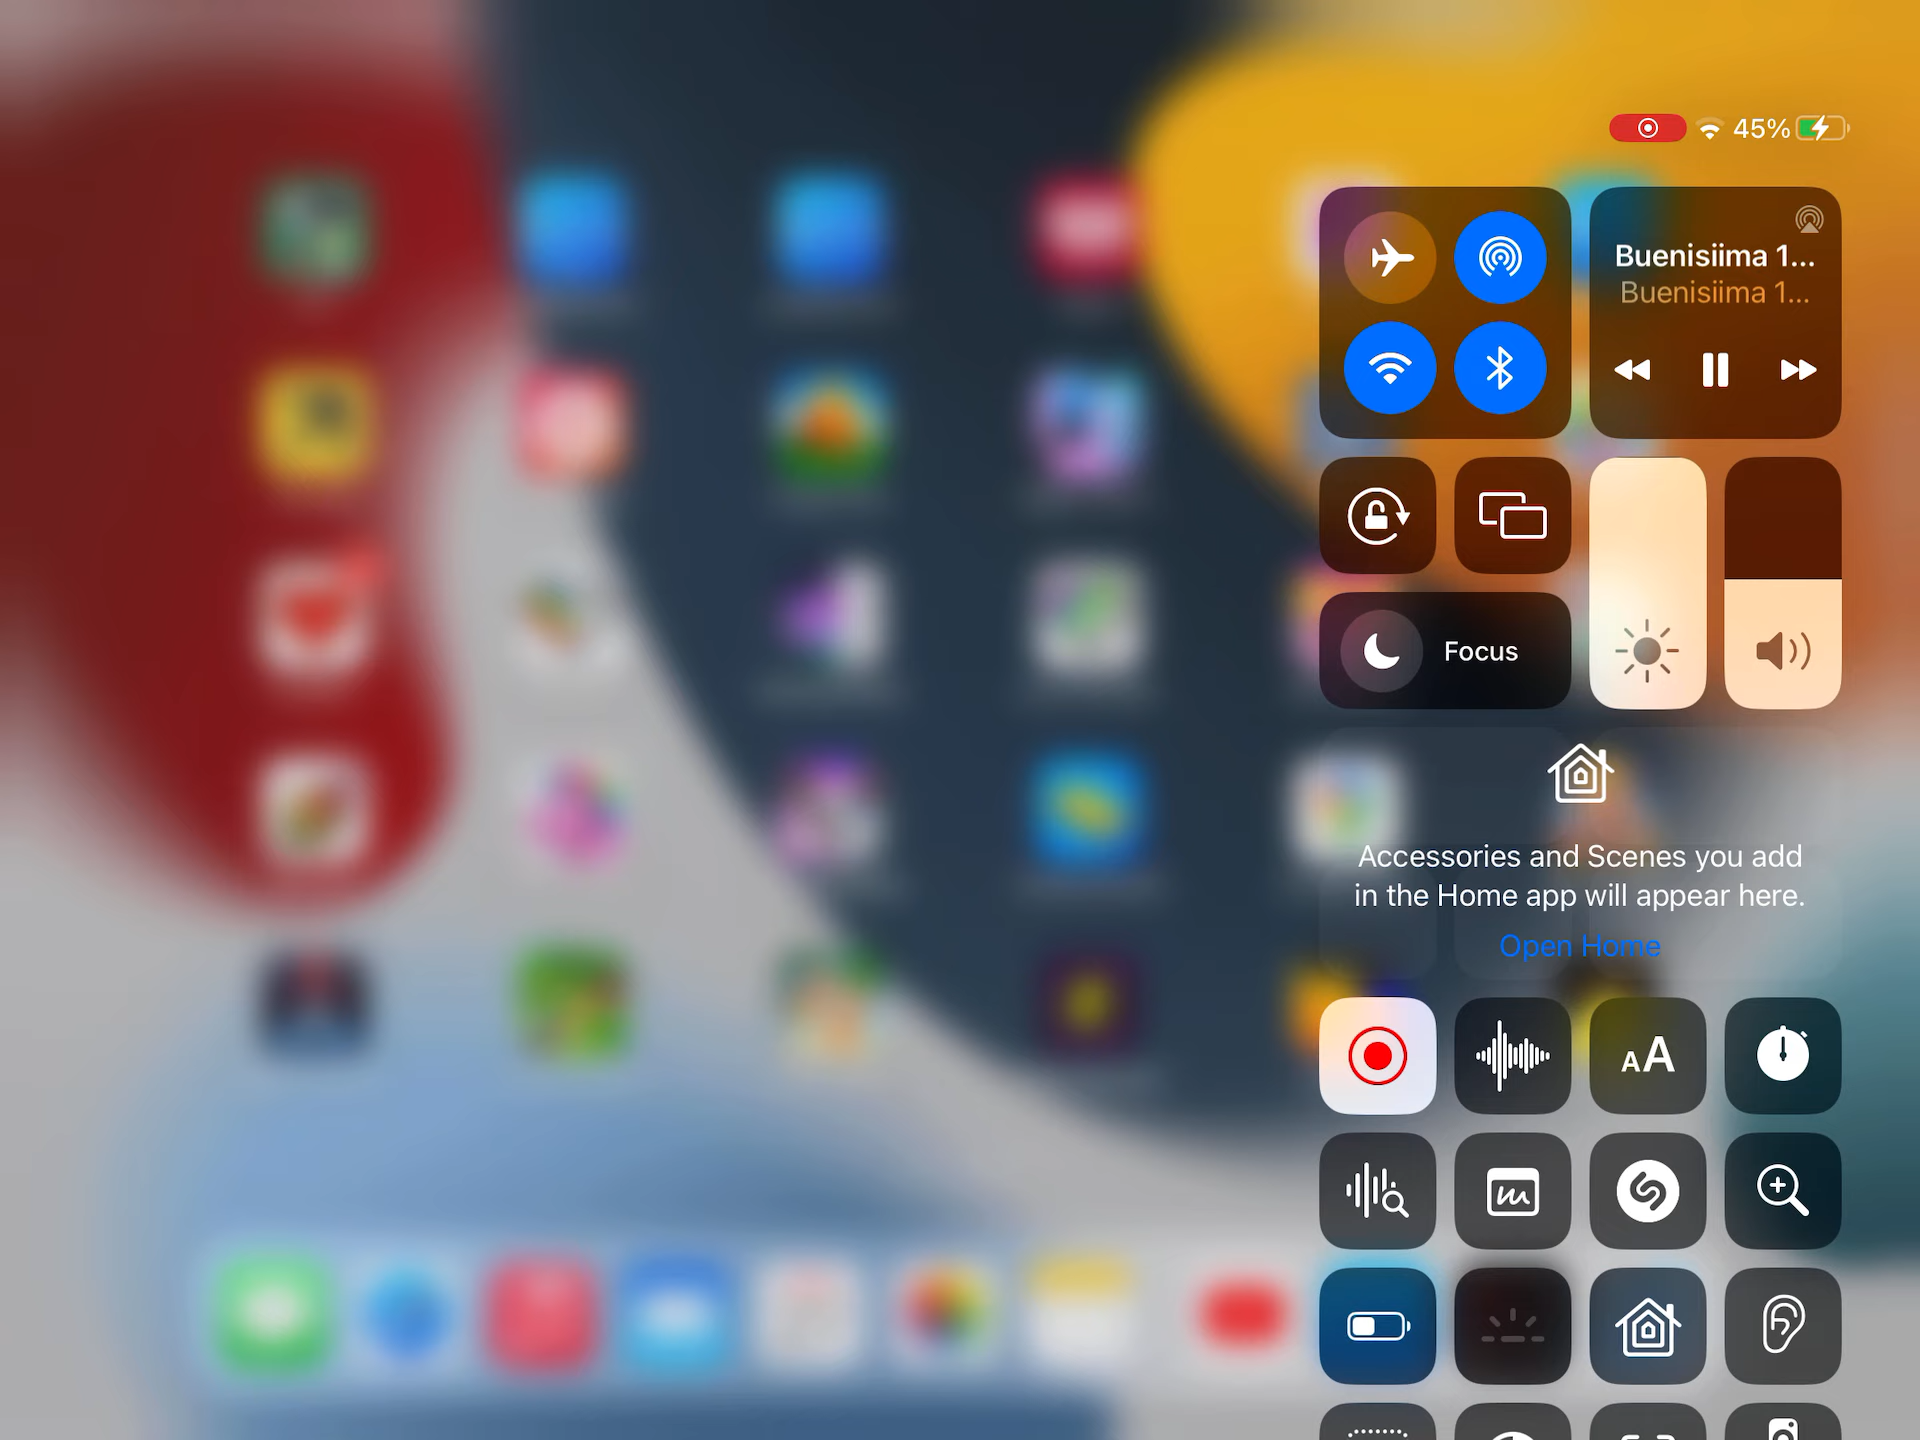 45%
Buenisiima 1...
Buenisiima 1...
Focus
Accessories and Scenes you add
in the Home app will appear here.
Open Home
AA